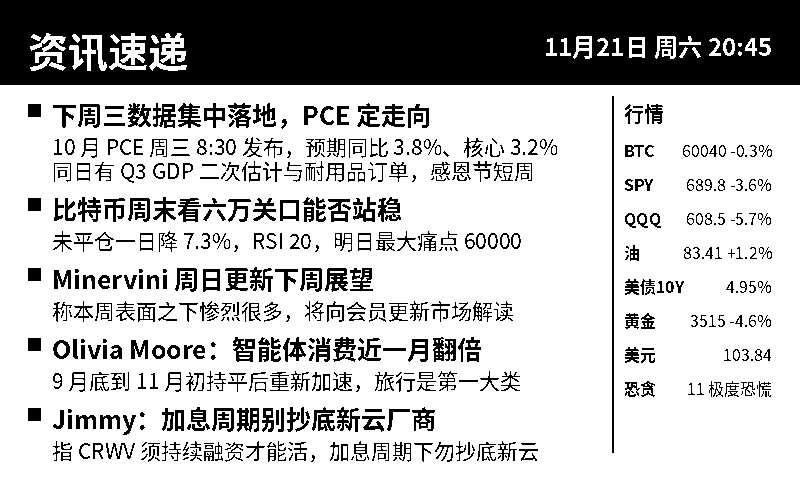 资讯速递
11月21日 周六 20:45
下周三数据集中落地，PCE 定走向
10 月 PCE 周三 8:30 发布，预期同比 3.8%、核心 3.2%
同日有 Q3 GDP 二次估计与耐用品订单，感恩节短周
比特币周末看六万关口能否站稳
未平仓一日降 7.3%，RSI 20，明日最大痛点 60000
Minervini 周日更新下周展望
称本周表面之下惨烈很多，将向会员更新市场解读
Olivia Moore：智能体消费近一月翻倍
9 月底到 11 月初持平后重新加速，旅行是第一大类
Jimmy：加息周期别抄底新云厂商
指 CRWV 须持续融资才能活，加息周期下勿抄底新云
行情
BTC 60040 -0.3%
SPY 689.8 -3.6%
QQQ 608.5 -5.7%
油 83.41 +1.2%
美债10Y 4.95%
黄金 3515 -4.6%
美元 103.84
恐贪 11 极度恐慌